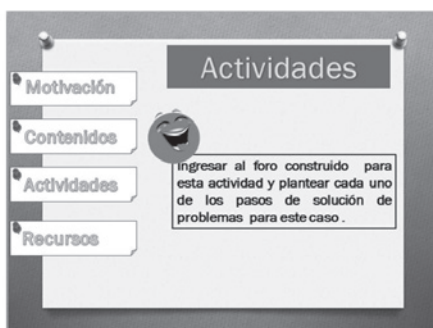 Actividades
Motivación
Contenidos
Actividades
Recursos
Ingresar al foro construido para
esta actividad y plantear cada uno
de los pasos de solución de
problemas para este caso .